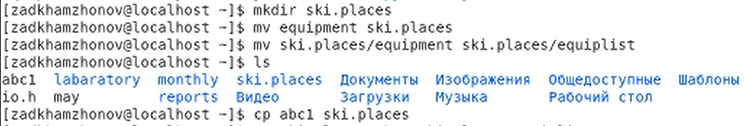 [zadkhamzhonov@localhost ~]$ mkdir ski.places
[zadkhamzhonov@localhost ~]$ mv equipment ski.places
[zadkhamzhonov@localhost ~]$ mv ski.places/equipment ski.places/equiplist
[zadkhamzhonov@localhost ~]$ ls
abc1 labaratory monthly ski.places Документы Изображения Общедоступные Шаблоны
io.h may reports Видео Загрузки Музыка Рабочий стол
[zadkhamzhonov@localhost ~]$ cp abc1 ski.places